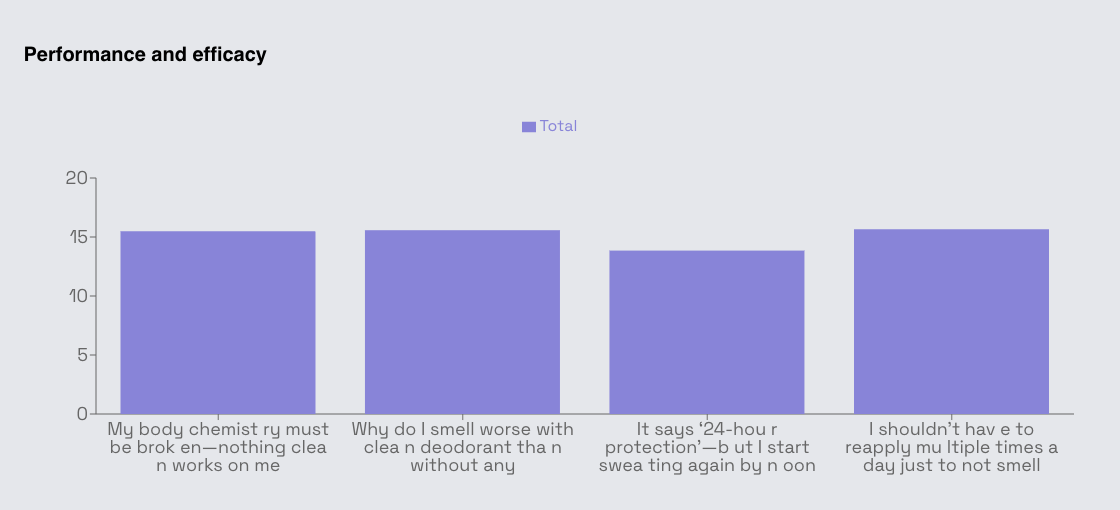 Performance and efficacy
Total
20
15
10
5
0
My body chemist ry must
be brok en—nothing clea
n works on me
Why do I smell worse with
clea n deodorant tha n
without any
It says ‘24-hou r
protection’—b ut I start
swea ting again by n oon
I shouldn’t hav e to
reapply mu ltiple times a
day just to not smell